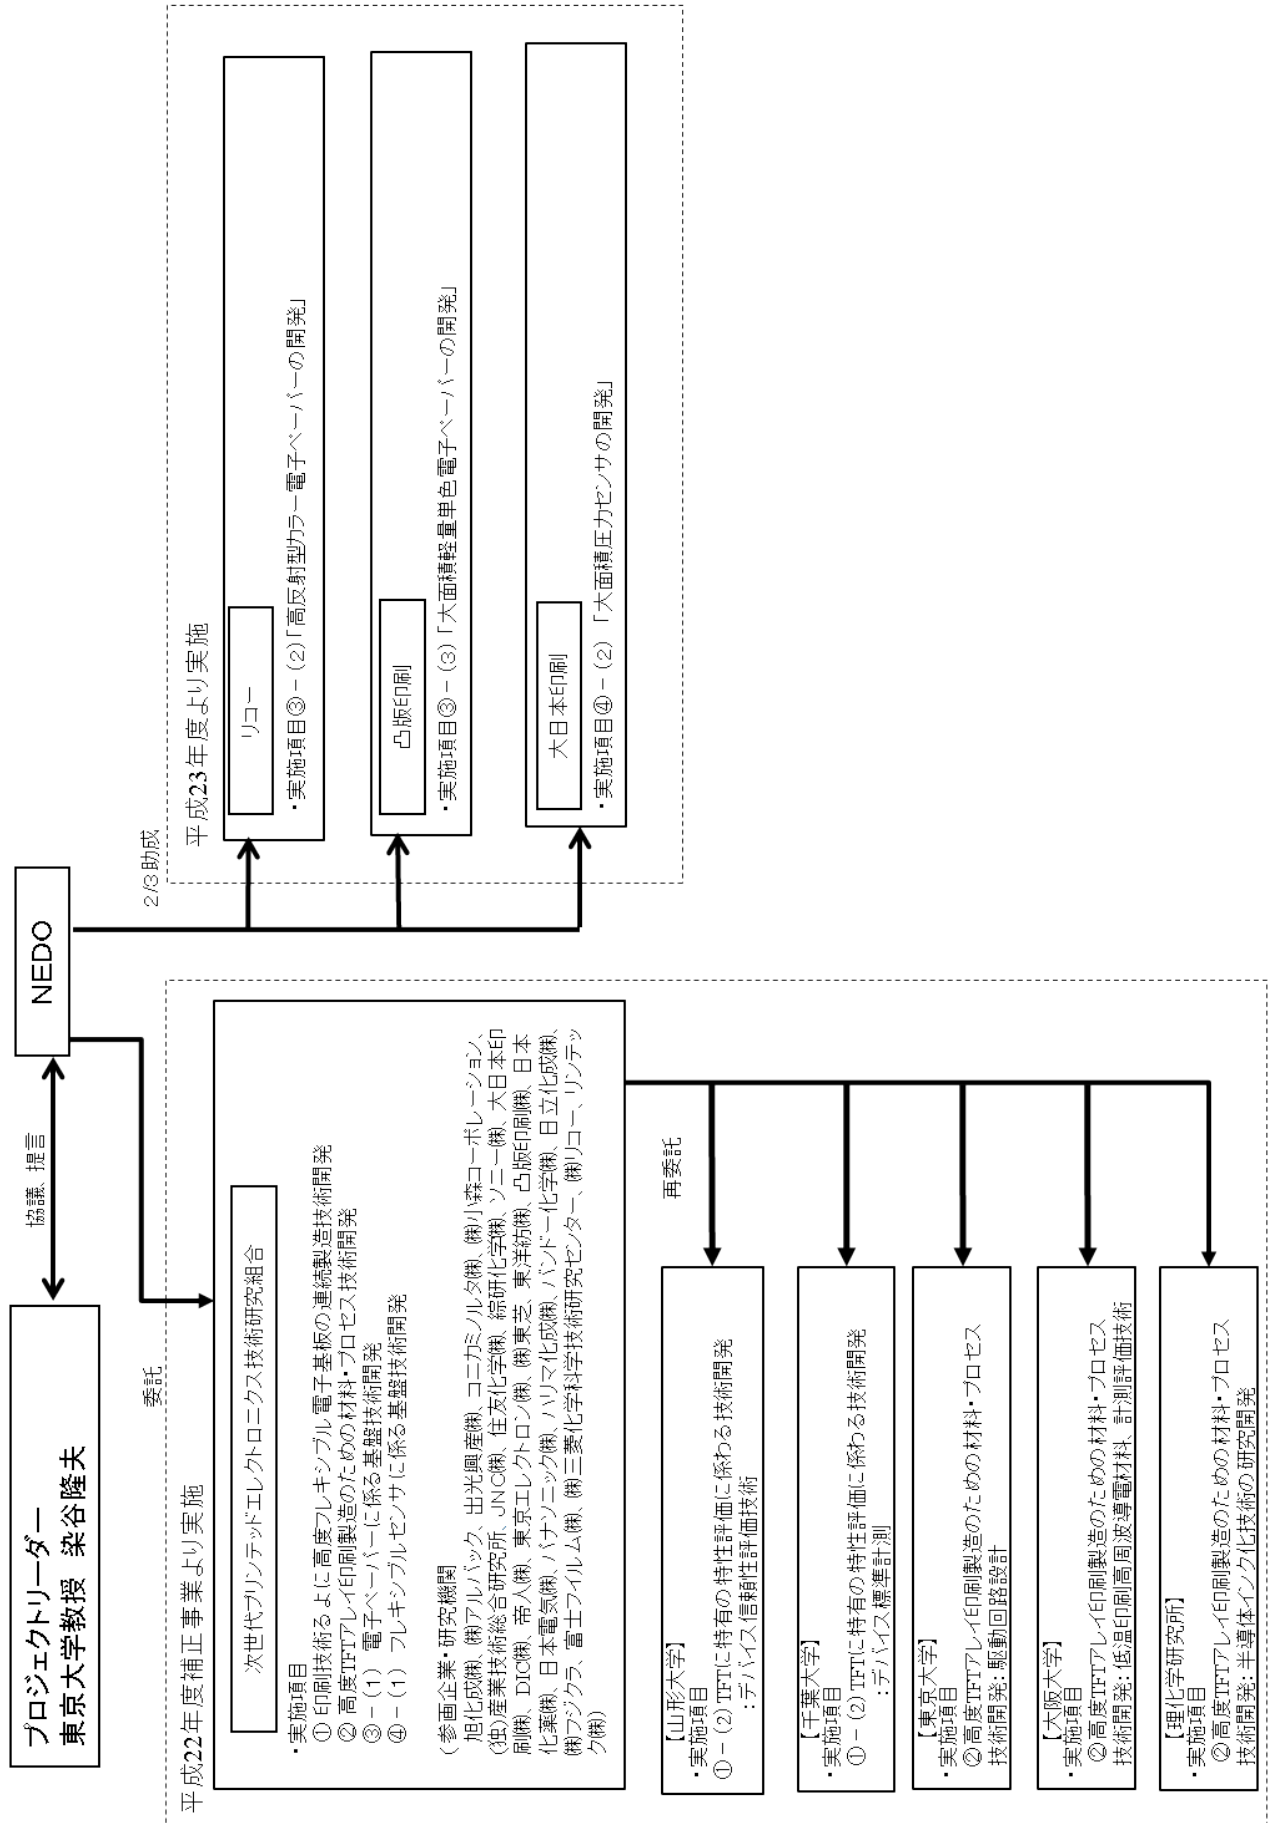 プロジェクトリーダー
東京大学教授 染谷隆夫
協議、提言
NEDO
委託
2/3助成
平成22年度補正事業より実施
次世代プリンテッドエレクトロニクス技術研究組合
・実施項目
① 印刷技術るよに高度フレキシブル電子基板の連続製造技術開発
② 高度TFTアレイ印刷製造のための材料・プロセス技術開発
③-(1) 電子ペーパーに係る基盤技術開発
④-(1) フレキシブルセンサに係る基盤技術開発
(参画企業・研究機関
旭化成㈱、㈱アルバック、出光興産㈱、コニカミノルタ㈱、㈱小森コーポレーション、
(独)産業技術総合研究所、JNC㈱、住友化学㈱、綜研化学㈱、ソニー㈱、大日本印
刷㈱、DIC㈱、帝人㈱、東京エレクトロン㈱、㈱東芝、東洋紡㈱、凸版印刷㈱、日本
化薬㈱、日本電気㈱、パナソニック㈱、ハリマ化成㈱、バンドー化学㈱、日立化成㈱、
㈱フジクラ、富士フイルム㈱、㈱三菱化学科学技術研究センター、㈱リコー、リンテッ
ク㈱)
再委託
【山形大学】
・実施項目
①-(2)TFTに特有の特性評価に係わる技術開発
:デバイス信頼性評価技術
【千葉大学】
・実施項目
①-(2)TFTに特有の特性評価に係わる技術開発
:デバイス標準計測
【東京大学】
・実施項目
②高度TFTアレイ印刷製造のための材料・プロセス
技術開発:駆動回路設計
【大阪大学】
・実施項目
②高度TFTアレイ印刷製造のための材料・プロセス
技術開発:低温印刷高周波導電材料、計測評価技術
【理化学研究所】
・実施項目
②高度TFTアレイ印刷製造のための材料・プロセス
技術開発:半導体インク化技術の研究開発
平成23年度より実施
リコー
・実施項目③-(2)「高反射型カラー電子ペーパーの開発」
凸版印刷
・実施項目③-(3)「大面積軽量単色電子ペーパーの開発」
大日本印刷
・実施項目④-(2) 「大面積圧力センサの開発」